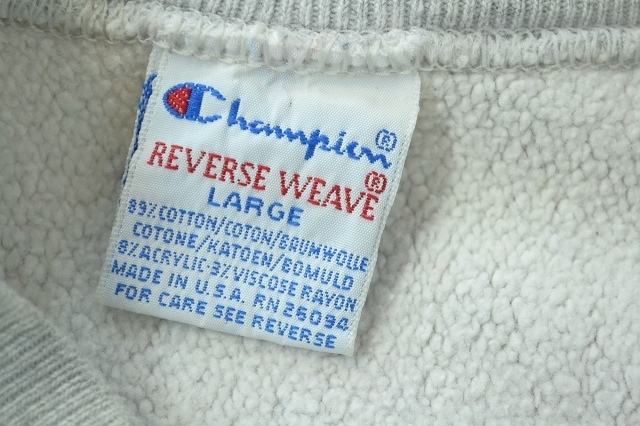 Champion®
REVERSE WEAVE®
LARGE
89% COTTON/COTON/BAUMWOLLE
COTONE/KATOEN/BOMULD
8% ACRYLIC-3% VISCOSE RAYON
MADE IN U.S.A. RN 26094
FOR CARE SEE REVERSE